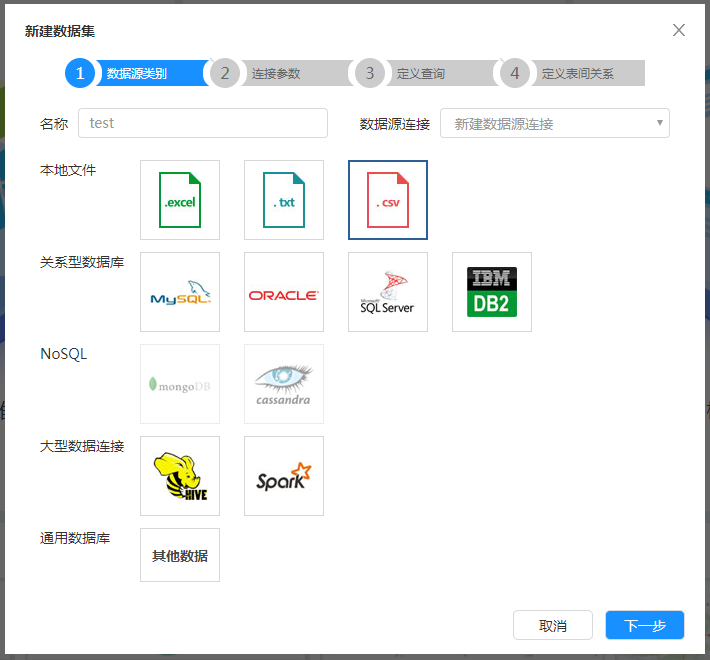 新建数据集
1 数据源类别 2 连接参数 3 定义查询 4 定义表间关系
名称 test 数据源连接 新建数据源连接
本地文件 .excel .txt .csv
关系型数据库 MySQL ORACLE Microsoft SQL Server IBM DB2
NoSQL mongoDB cassandra
大型数据连接 HIVE Spark
通用数据库 其他数据
取消 下一步